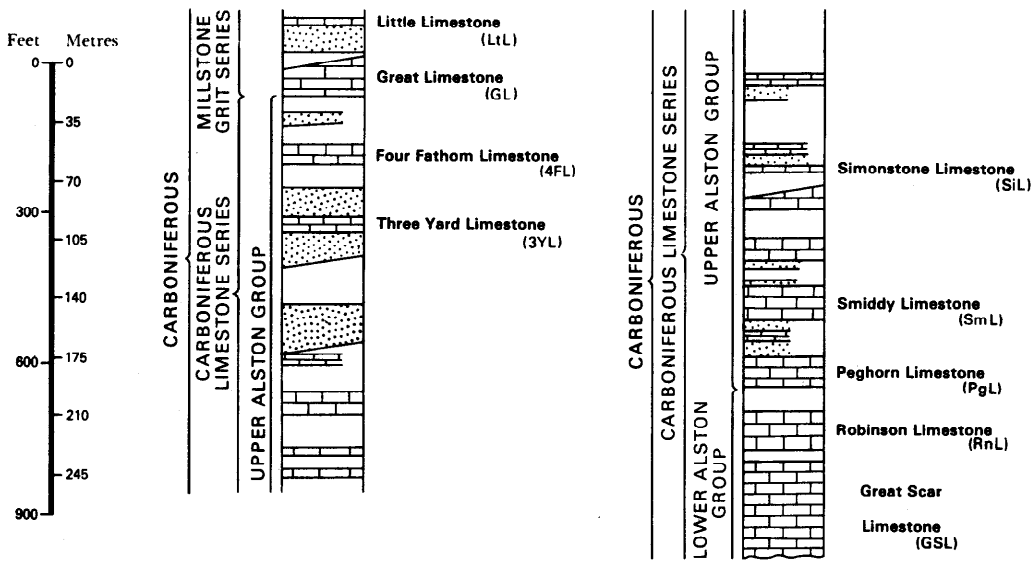 Feet Metres
0 0
35
70
300
105
140
600
175
210
245
900
CARBONIFEROUS
MILLSTONE
GRIT SERIES
CARBONIFEROUS
LIMESTONE SERIES
UPPER ALSTON GROUP
Little Limestone
(LtL)
Great Limestone
(GL)
Four Fathom Limestone
(4FL)
Three Yard Limestone
(3YL)
CARBONIFEROUS
CARBONIFEROUS LIMESTONE SERIES
UPPER ALSTON GROUP
LOWER ALSTON
GROUP
Simonstone Limestone
(SiL)
Smiddy Limestone
(SmL)
Peghorn Limestone
(PgL)
Robinson Limestone
(RnL)
Great Scar
Limestone
(GSL)